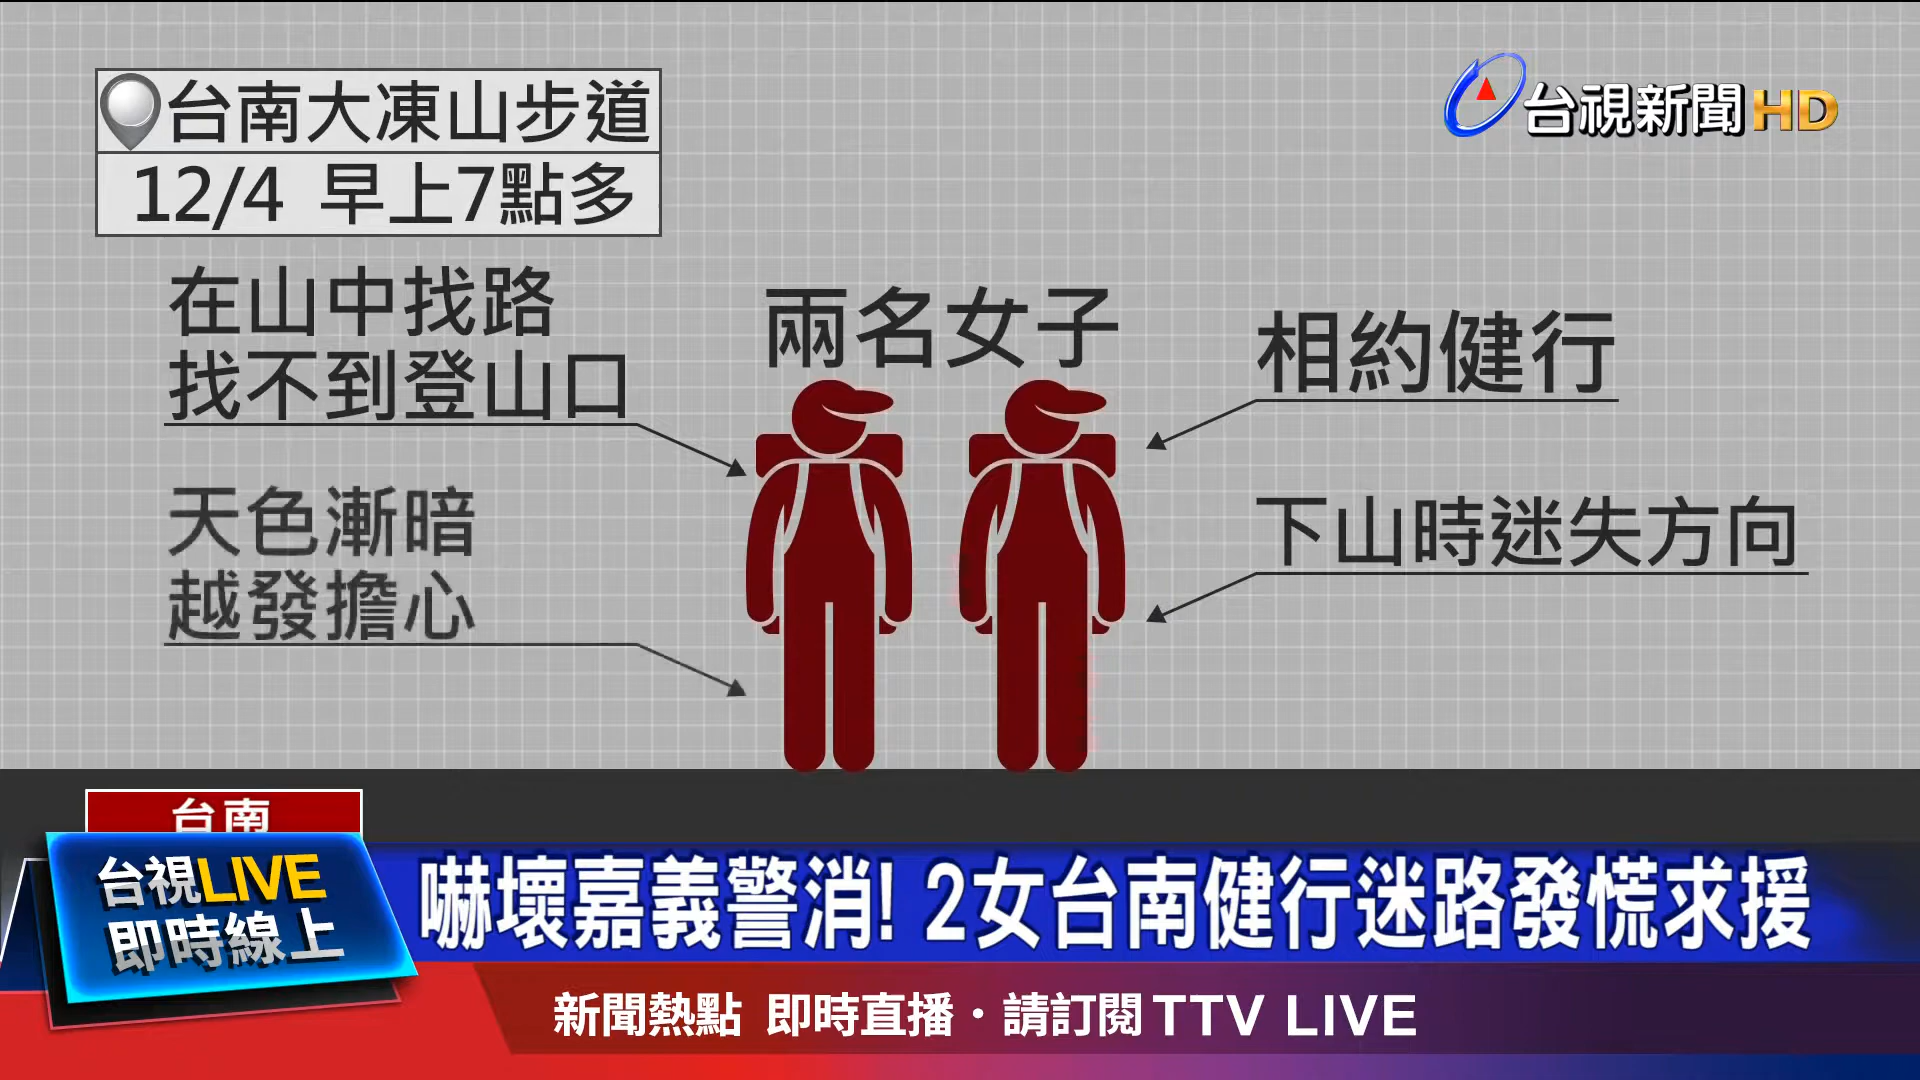 台南大凍山步道
12/4 早上7點多
台視新聞HD
在山中找路
找不到登山口
兩名女子
相約健行
天色漸暗
越發擔心
下山時迷失方向
台南
台視LIVE
即時線上
嚇壞嘉義警消! 2女台南健行迷路發慌求援
新聞熱點 即時直播・請訂閱TTV LIVE